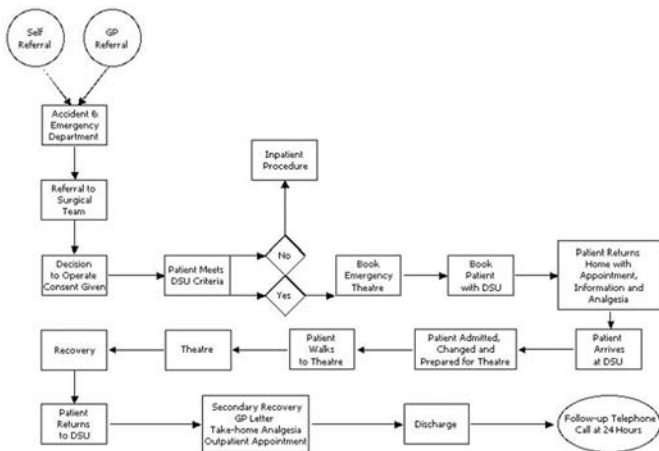 Self
Referral
GP
Referral
Accident &
Emergency
Department
Referral to
Surgical
Team
Decision
to Operate
Consent Given
Patient Meets
DSU Criteria
No
Yes
Inpatient
Procedure
Book
Emergency
Theatre
Book
Patient
with DSU
Patient Returns
Home with
Appointment,
Information and
Analgesia
Patient
Arrives
at DSU
Patient Admitted,
Changed and
Prepared for Theatre
Patient
Walks
to Theatre
Theatre
Recovery
Patient
Returns
to DSU
Secondary Recovery
GP Letter
Take-home Analgesia
Outpatient Appointment
Discharge
Follow-up Telephone
Call at 24 Hours